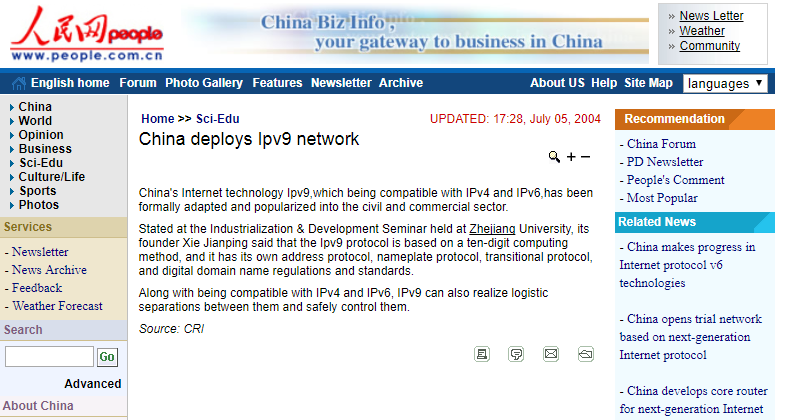 人民网 people
www.people.com.cn
China Biz Info,
your gateway to business in China
» News Letter
» Weather
» Community
English home Forum Photo Gallery Features Newsletter Archive About US Help Site Map languages
China
World
Opinion
Business
Sci-Edu
Culture/Life
Sports
Photos
Services
- Newsletter
- News Archive
- Feedback
- Weather Forecast
Search
Go
Advanced
About China
Home >> Sci-Edu UPDATED: 17:28, July 05, 2004
China deploys Ipv9 network
China's Internet technology Ipv9,which being compatible with IPv4 and IPv6,has been
formally adapted and popularized into the civil and commercial sector.
Stated at the Industrialization & Development Seminar held at Zhejiang University, its
founder Xie Jianping said that the Ipv9 protocol is based on a ten-digit computing
method, and it has its own address protocol, nameplate protocol, transitional protocol,
and digital domain name regulations and standards.
Along with being compatible with IPv4 and IPv6, IPv9 can also realize logistic
separations between them and safely control them.
Source: CRI
Recommendation
- China Forum
- PD Newsletter
- People's Comment
- Most Popular
Related News
- China makes progress in
Internet protocol v6
technologies
- China opens trial network
based on next-generation
Internet protocol
- China develops core router
for next-generation Internet